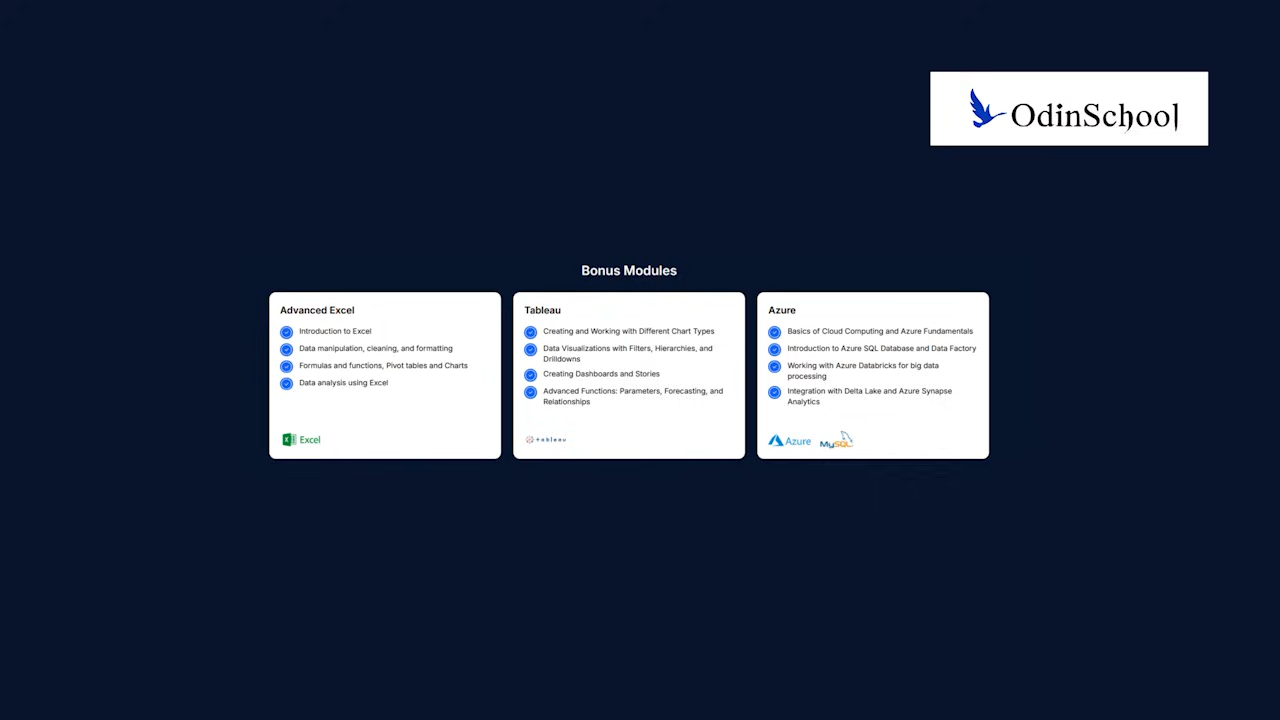 OdinSchool
Bonus Modules
Advanced Excel
Introduction to Excel
Data manipulation, cleaning, and formatting
Formulas and functions, Pivot tables and Charts
Data analysis using Excel
Excel
Tableau
Creating and Working with Different Chart Types
Data Visualizations with Filters, Hierarchies, and
Drilldowns
Creating Dashboards and Stories
Advanced Functions: Parameters, Forecasting, and
Relationships
tableau
Azure
Basics of Cloud Computing and Azure Fundamentals
Introduction to Azure SQL Database and Data Factory
Working with Azure Databricks for big data
processing
Integration with Delta Lake and Azure Synapse
Analytics
Azure
MySQL